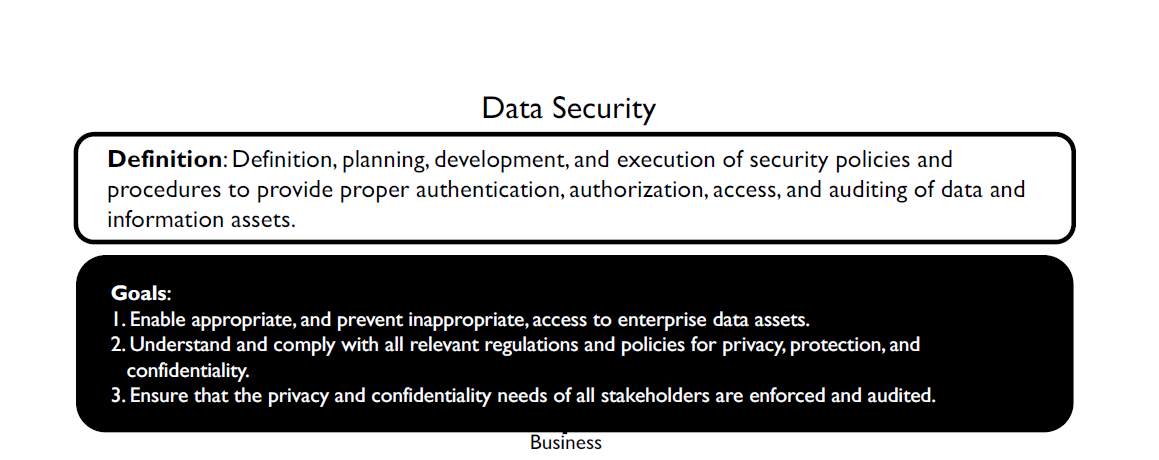 Data Security
Definition: Definition, planning, development, and execution of security policies and
procedures to provide proper authentication, authorization, access, and auditing of data and
information assets.
Goals:
1. Enable appropriate, and prevent inappropriate, access to enterprise data assets.
2. Understand and comply with all relevant regulations and policies for privacy, protection, and
confidentiality.
3. Ensure that the privacy and confidentiality needs of all stakeholders are enforced and audited.
Business